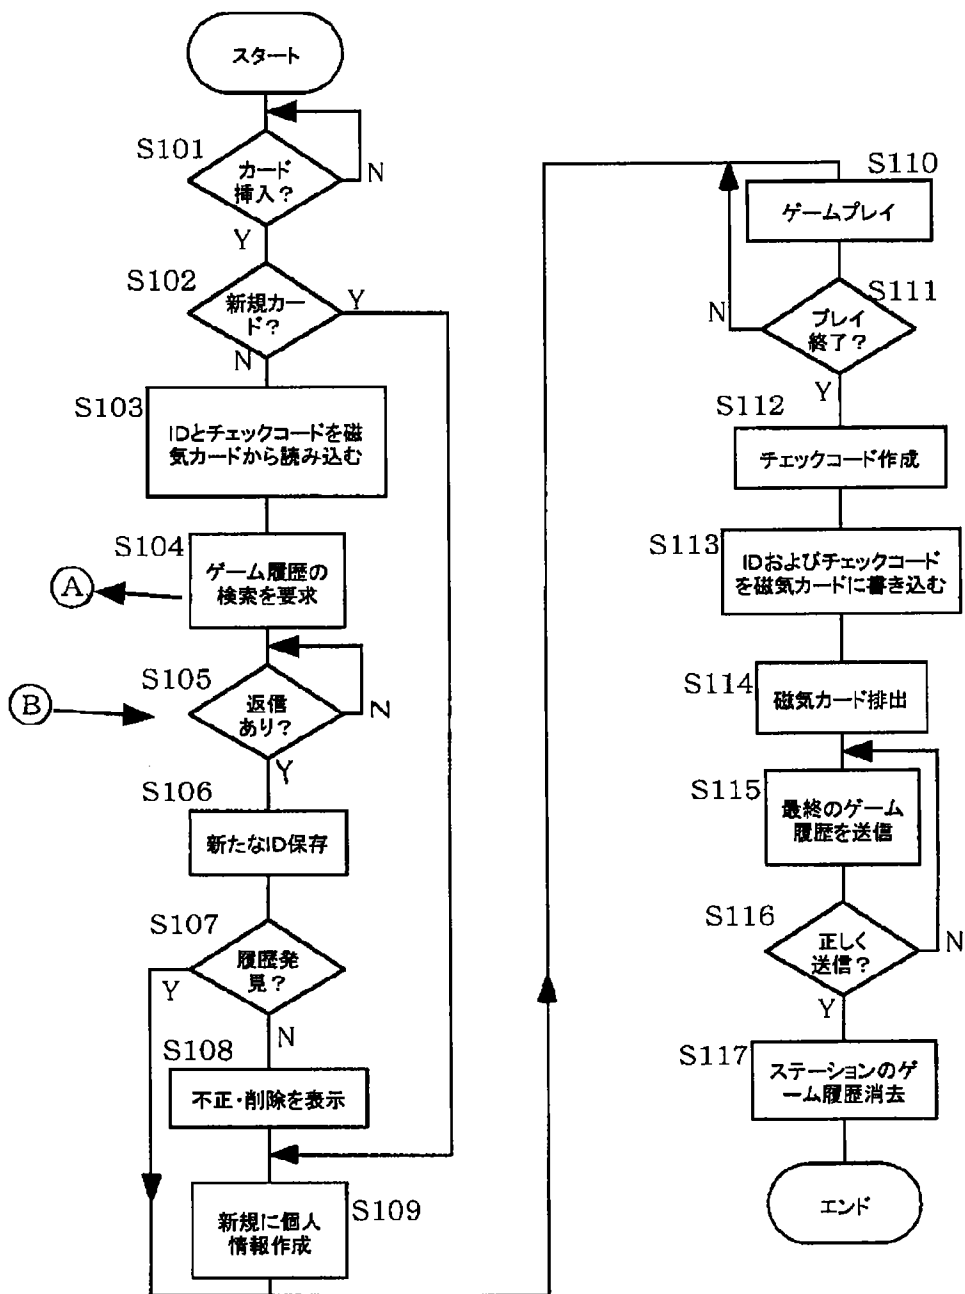 スタート
S101
カード
挿入?
N
Y
S102
新規カー
ド?
Y
N
S103
IDとチェックコードを磁
気カードから読み込む
S104
ゲーム履歴の
検索を要求
A
S105
返信
あり?
N
B
Y
S106
新たなID保存
S107
履歴発
見?
Y
N
S108
不正・削除を表示
S109
新規に個人
情報作成
S110
ゲームプレイ
S111
プレイ
終了?
N
Y
S112
チェックコード作成
S113
IDおよびチェックコード
を磁気カードに書き込む
S114
磁気カード排出
S115
最終のゲーム
履歴を送信
S116
正しく
送信?
N
Y
S117
ステーションのゲ
ーム履歴消去
エンド